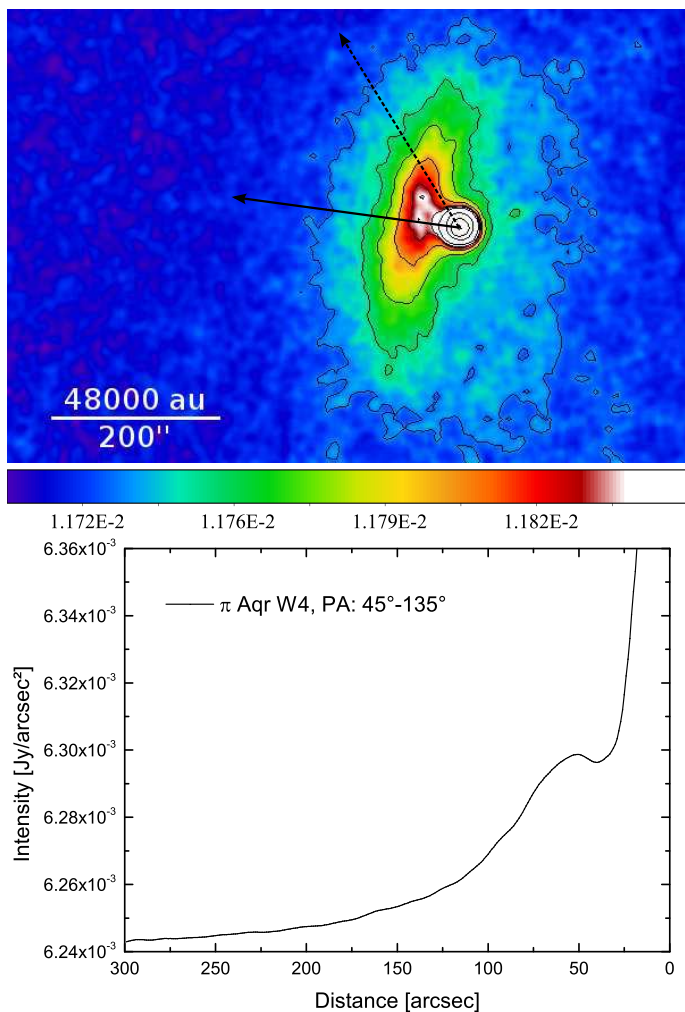 48000 au
200"
1.172E-2 1.176E-2 1.179E-2 1.182E-2
6.36x10⁻³
π Aqr W4, PA: 45°-135°
6.34x10⁻³
6.32x10⁻³
Intensity [Jy/arcsec²]
6.30x10⁻³
6.28x10⁻³
6.26x10⁻³
6.24x10⁻³
300 250 200 150 100 50 0
Distance [arcsec]